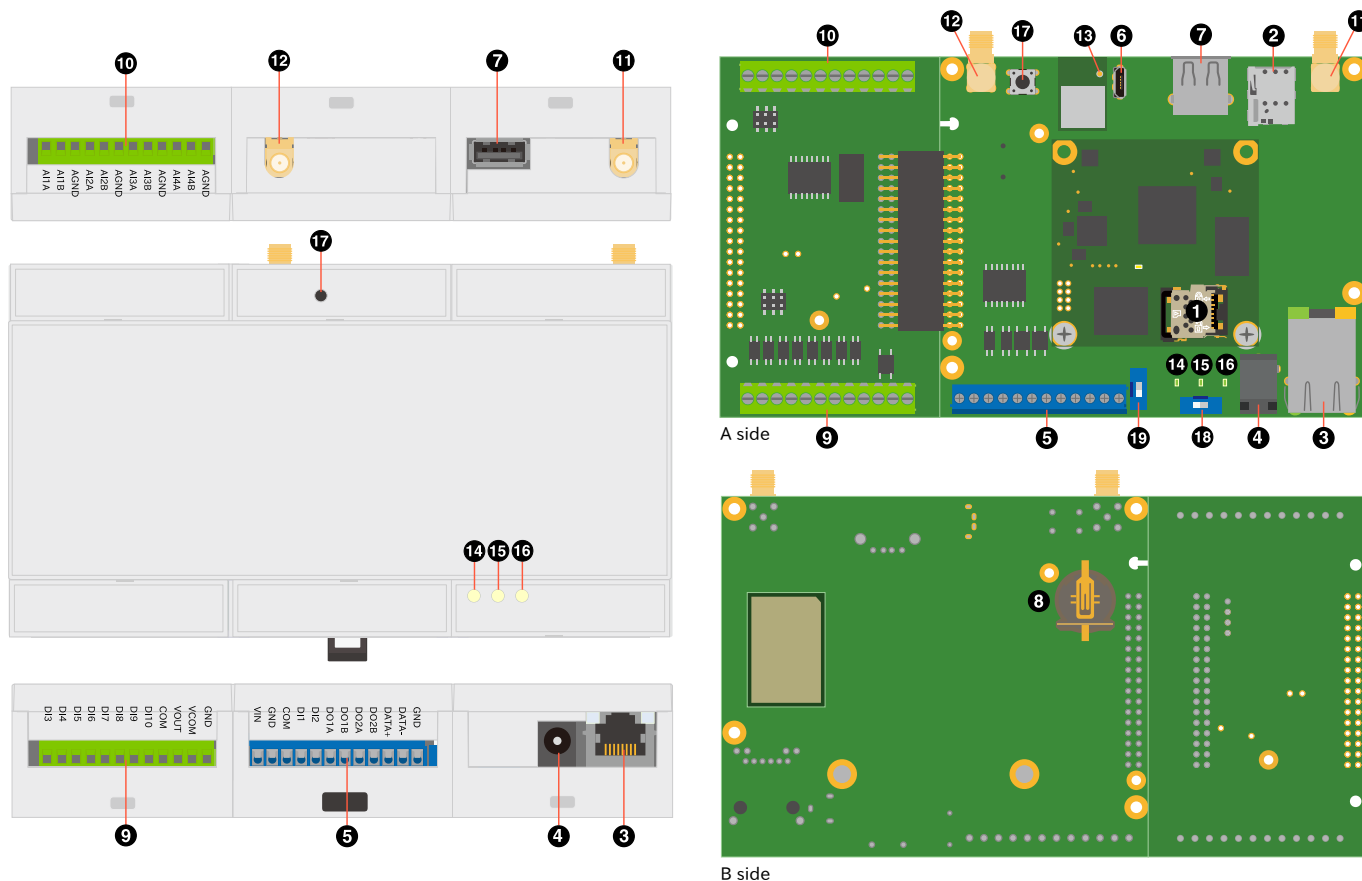 12 17 13 6 7 2 11
10
10 12 7 11
AI1A AI1B AGND AI2A AI2B AGND AI3A AI3B AGND AI4A AI4B AGND
17
1
14 15 16
14 15 16
A side
9 5 19 18 4 3
8
DI3 DI4 DI5 DI6 DI7 DI8 DI9 DI10 COM VOUT VCOM GND
VIN GND COM DI1 DI2 DO1A DO1B DO2A DO2B DATA+ DATA- GND
9 5 4 3
B side